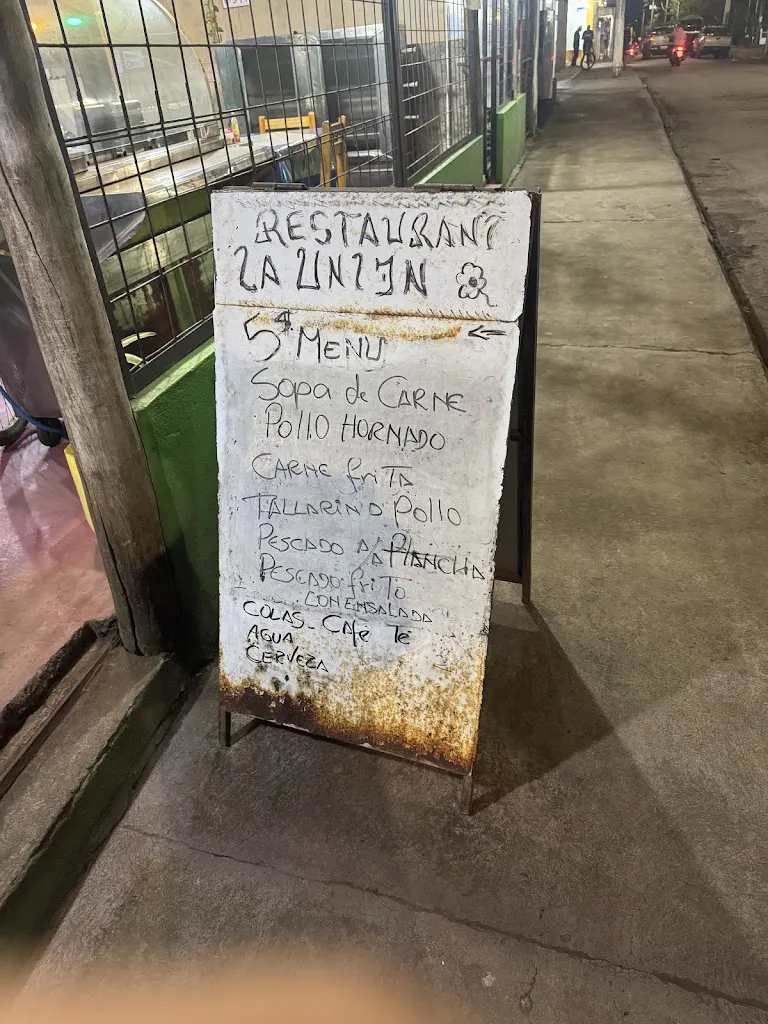 RESTAURANT
LA UNION
5$ MENU
Sopa de CARNE
Pollo HORNADO
CARNE friTA
TALLARIN D Pollo
PESCADO A/LA PLANCHA
PESCADO friTo
CON ENSALADA
COLAS - CAfe Te
AGUA
CERVEZA